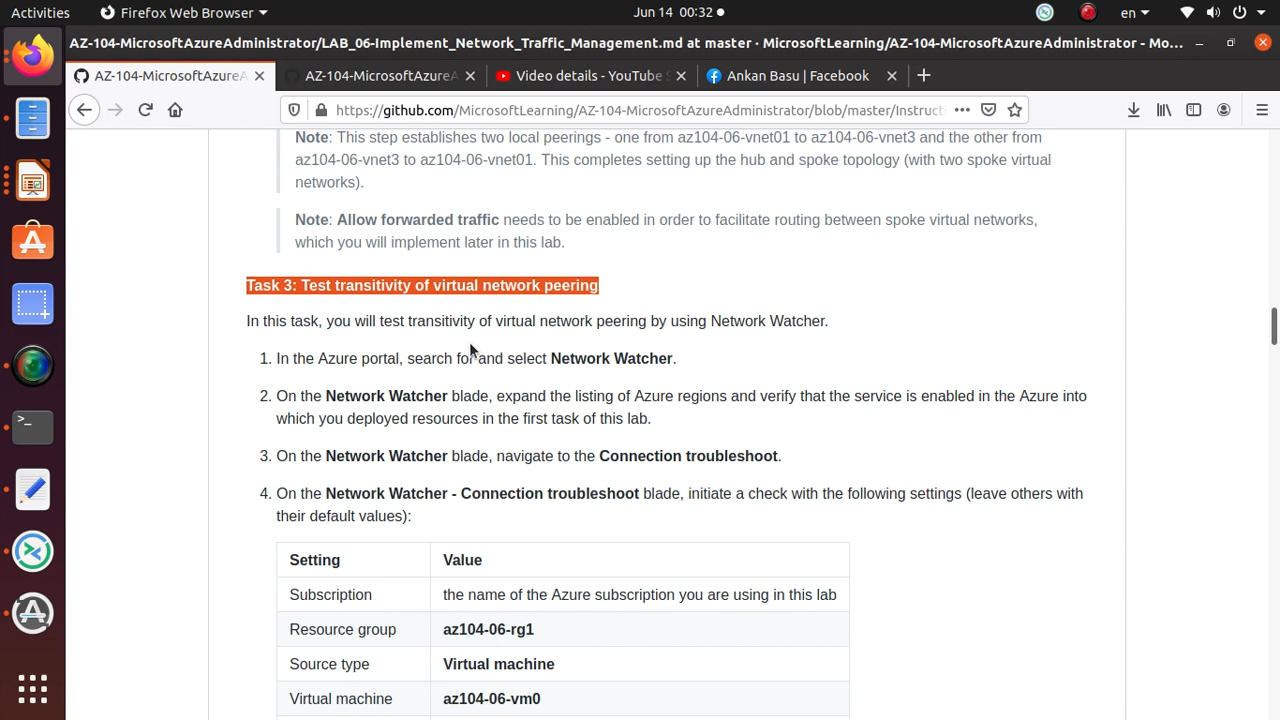 Activities
Firefox Web Browser
Jun 14 00:32
en
AZ-104-MicrosoftAzureAdministrator/LAB_06-Implement_Network_Traffic_Management.md at master · MicrosoftLearning/AZ-104-MicrosoftAzureAdministrator - Mo...
AZ-104-MicrosoftAzureA
AZ-104-MicrosoftAzureA
Video details - YouTube S
Ankan Basu | Facebook
https://github.com/MicrosoftLearning/AZ-104-MicrosoftAzureAdministrator/blob/master/Instructi
Note: This step establishes two local peerings - one from az104-06-vnet01 to az104-06-vnet3 and the other from
az104-06-vnet3 to az104-06-vnet01. This completes setting up the hub and spoke topology (with two spoke virtual
networks).
Note: Allow forwarded traffic needs to be enabled in order to facilitate routing between spoke virtual networks,
which you will implement later in this lab.
Task 3: Test transitivity of virtual network peering
In this task, you will test transitivity of virtual network peering by using Network Watcher.
1. In the Azure portal, search for and select Network Watcher.
2. On the Network Watcher blade, expand the listing of Azure regions and verify that the service is enabled in the Azure into
which you deployed resources in the first task of this lab.
3. On the Network Watcher blade, navigate to the Connection troubleshoot.
4. On the Network Watcher - Connection troubleshoot blade, initiate a check with the following settings (leave others with
their default values):
Setting Value
Subscription the name of the Azure subscription you are using in this lab
Resource group az104-06-rg1
Source type Virtual machine
Virtual machine az104-06-vm0